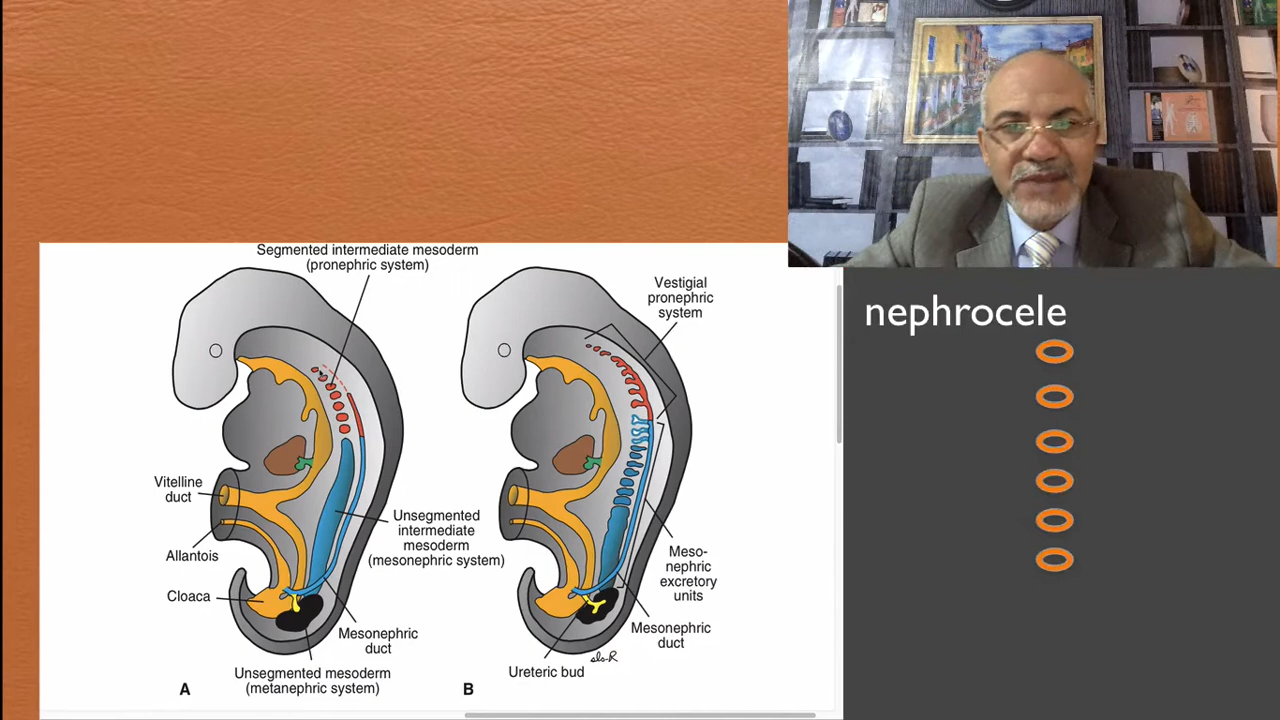 Segmented intermediate mesoderm
(pronephric system)
Vestigial
pronephric
system
nephrocele
Vitelline
duct
Unsegmented
intermediate
mesoderm
(mesonephric system)
Allantois
Cloaca
Mesonephric
duct
Unsegmented mesoderm
(metanephric system)
A
Meso-
nephric
excretory
units
Mesonephric
duct
Ureteric bud
B